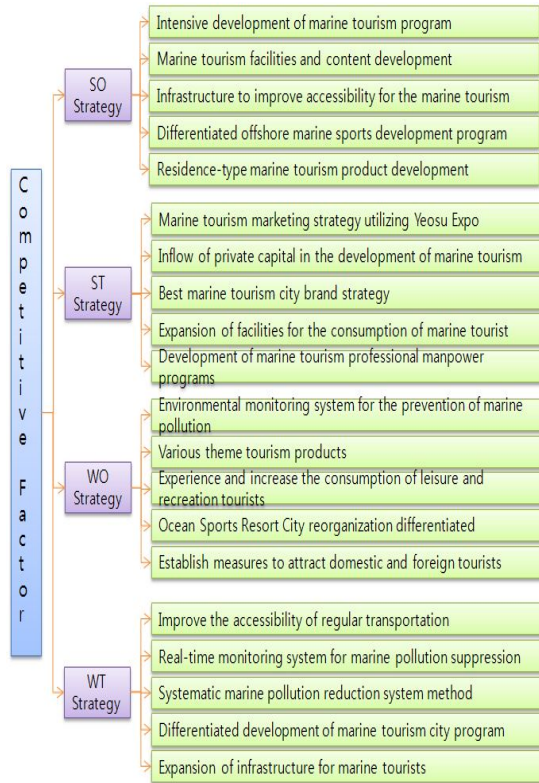 Competitive Factor
SO
Strategy
Intensive development of marine tourism program
Marine tourism facilities and content development
Infrastructure to improve accessibility for the marine tourism
Differentiated offshore marine sports development program
Residence-type marine tourism product development
ST
Strategy
Marine tourism marketing strategy utilizing Yeosu Expo
Inflow of private capital in the development of marine tourism
Best marine tourism city brand strategy
Expansion of facilities for the consumption of marine tourist
Development of marine tourism professional manpower
programs
WO
Strategy
Environmental monitoring system for the prevention of marine
pollution
Various theme tourism products
Experience and increase the consumption of leisure and
recreation tourists
Ocean Sports Resort City reorganization differentiated
Establish measures to attract domestic and foreign tourists
WT
Strategy
Improve the accessibility of regular transportation
Real-time monitoring system for marine pollution suppression
Systematic marine pollution reduction system method
Differentiated development of marine tourism city program
Expansion of infrastructure for marine tourists